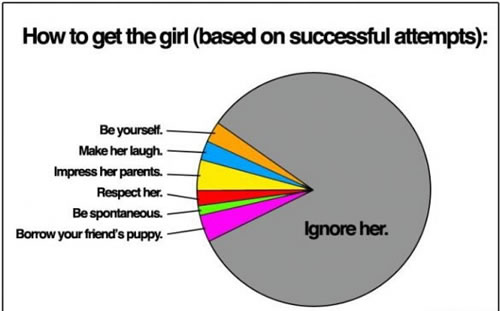 How to get the girl (based on successful attempts):
Be yourself.
Make her laugh.
Impress her parents.
Respect her.
Be spontaneous.
Borrow your friend's puppy.
Ignore her.